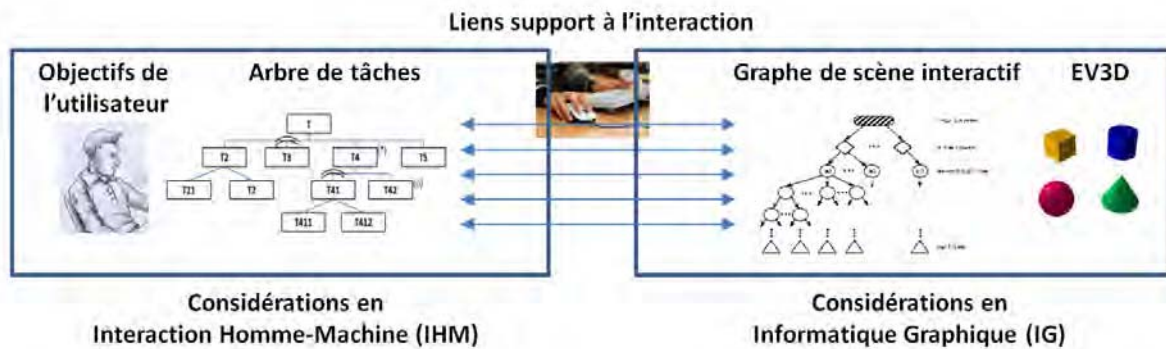 Liens support à l'interaction
Objectifs de
l'utilisateur
Arbre de tâches
Graphe de scène interactif
EV3D
T
T2
T3
T4
T5
T21
T2
T41
T42
T411
T412
Considérations en
Interaction Homme-Machine (IHM)
Considérations en
Informatique Graphique (IG)